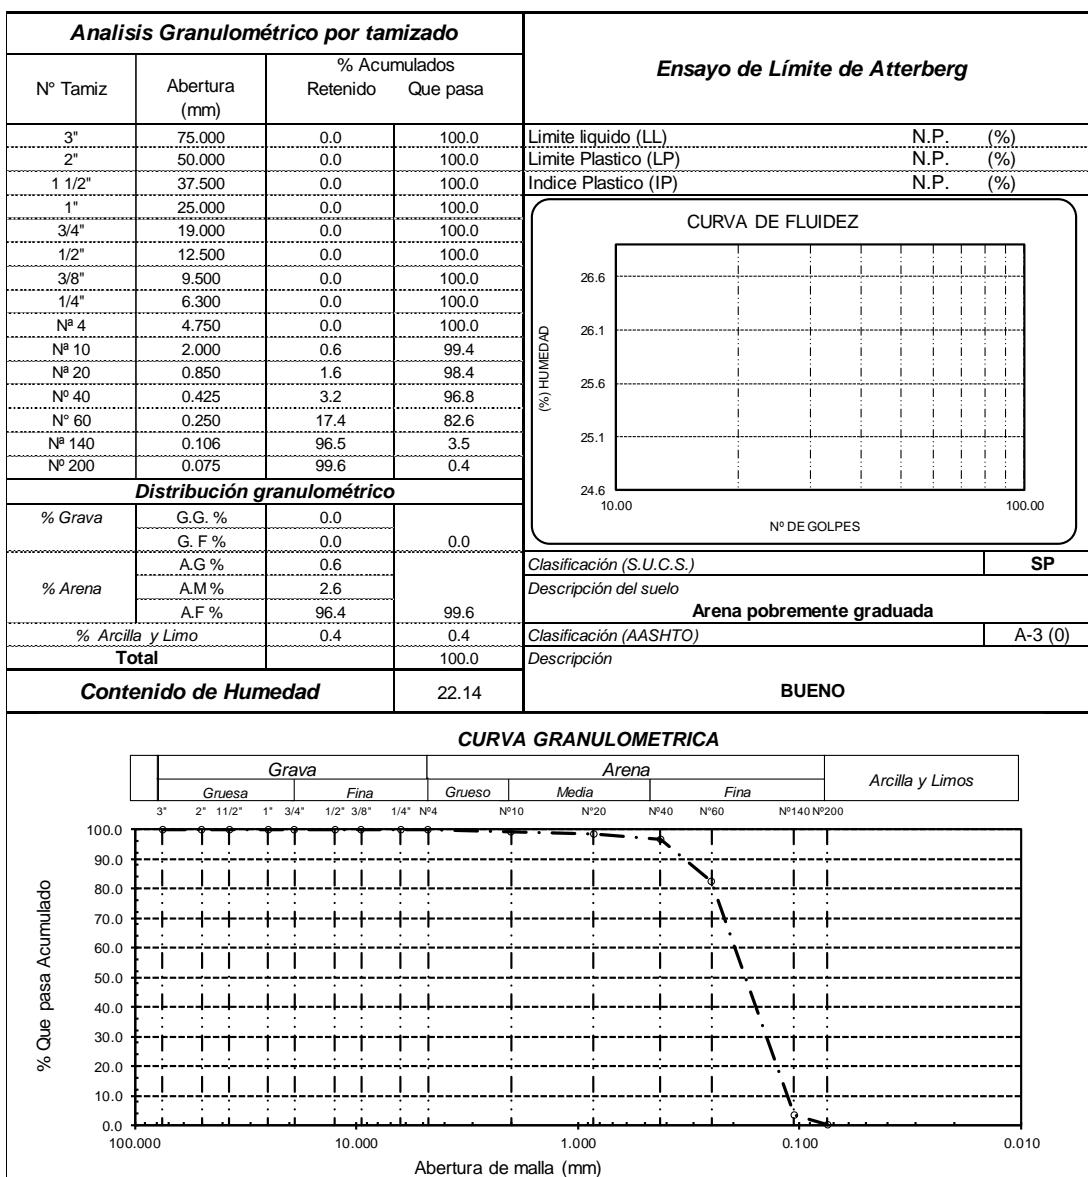 Analisis Granulométrico por tamizado
Ensayo de Límite de Atterberg
N° Tamiz Abertura (mm) % Acumulados
Retenido Que pasa
3" 75.000 0.0 100.0
2" 50.000 0.0 100.0
1 1/2" 37.500 0.0 100.0
1" 25.000 0.0 100.0
3/4" 19.000 0.0 100.0
1/2" 12.500 0.0 100.0
3/8" 9.500 0.0 100.0
1/4" 6.300 0.0 100.0
Nª 4 4.750 0.0 100.0
Nª 10 2.000 0.6 99.4
Nª 20 0.850 1.6 98.4
Nº 40 0.425 3.2 96.8
N° 60 0.250 17.4 82.6
Nª 140 0.106 96.5 3.5
Nº 200 0.075 99.6 0.4
Limite liquido (LL) N.P. (%)
Limite Plastico (LP) N.P. (%)
Indice Plastico (IP) N.P. (%)
CURVA DE FLUIDEZ
(%) HUMEDAD
26.6
26.1
25.6
25.1
24.6
10.00 100.00
Nº DE GOLPES
Distribución granulométrico
% Grava G.G. % 0.0
G. F % 0.0 0.0
A.G % 0.6
% Arena A.M % 2.6
A.F % 96.4 99.6
% Arcilla y Limo 0.4 0.4
Total 100.0
Contenido de Humedad 22.14
Clasificación (S.U.C.S.) SP
Descripción del suelo
Arena pobremente graduada
Clasificación (AASHTO) A-3 (0)
Descripción
BUENO
CURVA GRANULOMETRICA
Grava Arena Arcilla y Limos
Gruesa Fina Grueso Media Fina
3" 2" 11/2" 1" 3/4" 1/2" 3/8" 1/4" Nº4 Nº10 N°20 Nº40 N°60 Nº140 Nº200
% Que pasa Acumulado
100.0
90.0
80.0
70.0
60.0
50.0
40.0
30.0
20.0
10.0
0.0
100.000 10.000 1.000 0.100 0.010
Abertura de malla (mm)